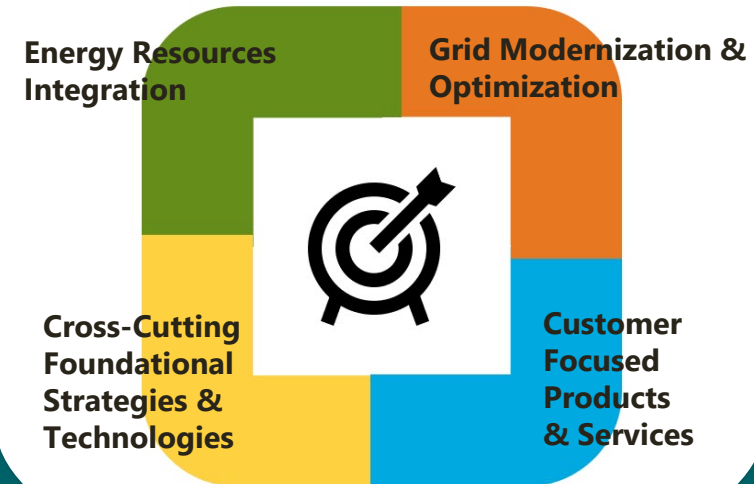 Energy Resources
Integration
Grid Modernization &
Optimization
Cross-Cutting
Foundational
Strategies &
Technologies
Customer
Focused
Products
& Services